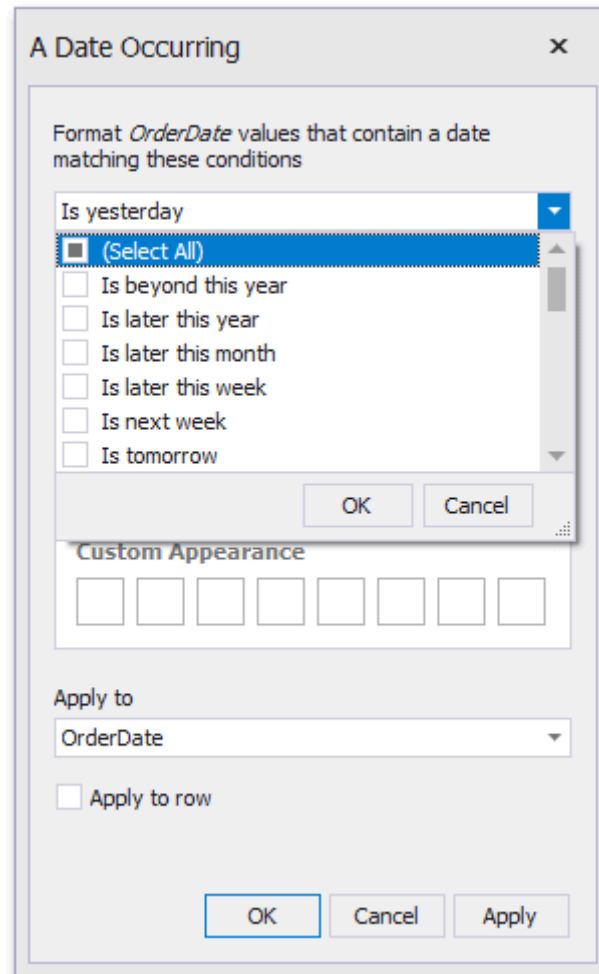 A Date Occurring
Format OrderDate values that contain a date
matching these conditions
Is yesterday
(Select All)
Is beyond this year
Is later this year
Is later this month
Is later this week
Is next week
Is tomorrow
OK Cancel
Custom Appearance
Apply to
OrderDate
Apply to row
OK Cancel Apply